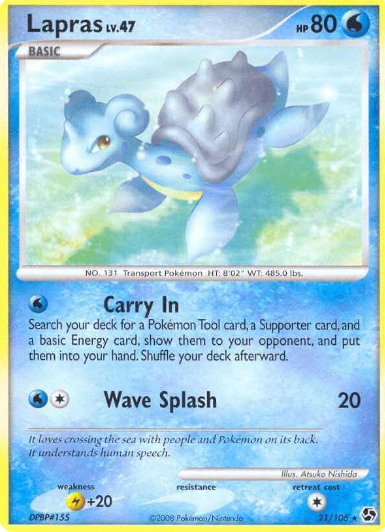 Lapras LV.47 HP 80
BASIC
NO. 131 Transport Pokémon HT: 8'02" WT: 485.0 lbs.
Carry In
Search your deck for a Pokémon Tool card, a Supporter card, and
a basic Energy card, show them to your opponent, and put
them into your hand. Shuffle your deck afterward.
Wave Splash 20
It loves crossing the sea with people and Pokémon on its back.
It understands human speech.
Illus. Atsuko Nishida
weakness resistance retreat cost
+20
DPBP#155 ©2008 Pokémon/Nintendo 21/106 ★